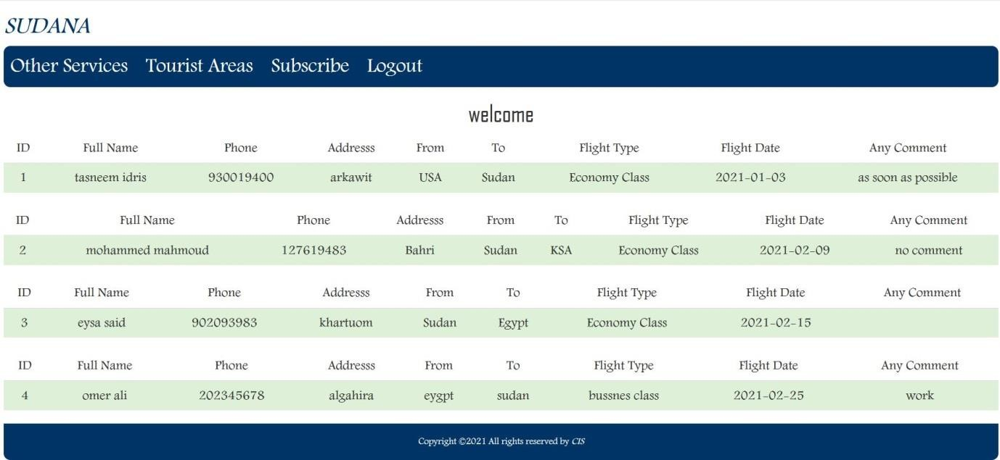 SUDANA
Other Services Tourist Areas Subscribe Logout
welcome
ID Full Name Phone Addresss From To Flight Type Flight Date Any Comment
1 tasneem idris 930019400 arkawit USA Sudan Economy Class 2021-01-03 as soon as possible
ID Full Name Phone Addresss From To Flight Type Flight Date Any Comment
2 mohammed mahmoud 127619483 Bahri Sudan KSA Economy Class 2021-02-09 no comment
ID Full Name Phone Addresss From To Flight Type Flight Date Any Comment
3 eysa said 902093983 khartuom Sudan Egypt Economy Class 2021-02-15
ID Full Name Phone Addresss From To Flight Type Flight Date Any Comment
4 omer ali 202345678 algahira eygpt sudan bussnes class 2021-02-25 work
Copyright ©2021 All rights reserved by CIS